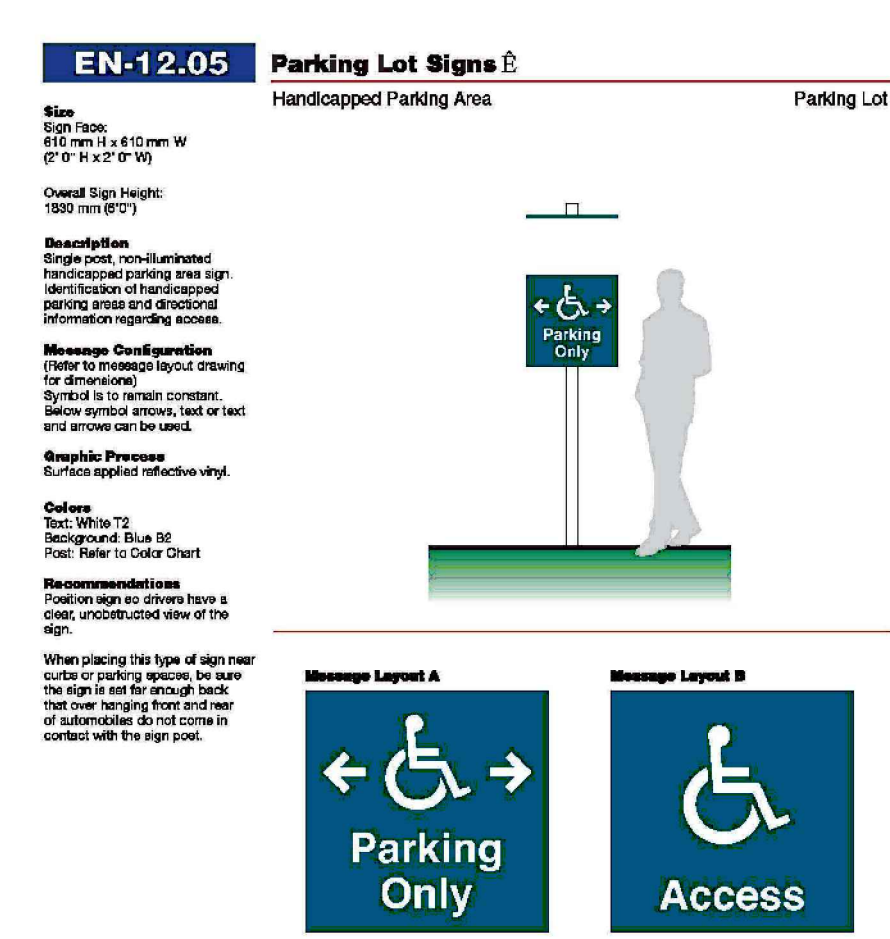 EN-12.05
Parking Lot Signs Ê
Handicapped Parking Area
Parking Lot
Size
Sign Face:
610 mm H x 610 mm W
(2' 0" H x 2' 0" W)
Overall Sign Height:
1830 mm (6'0")
Description
Single post, non-illuminated
handicapped parking area sign.
Identification of handicapped
parking areas and directional
information regarding access.
Message Configuration
(Refer to message layout drawing
for dimensions)
Symbol is to remain constant.
Below symbol arrows, text or text
and arrows can be used.
Graphic Process
Surface applied reflective vinyl.
Colors
Text: White T2
Background: Blue B2
Post: Refer to Color Chart
Recommendations
Position sign so drivers have a
clear, unobstructed view of the
sign.
When placing this type of sign near
curbs or parking spaces, be sure
the sign is set far enough back
that over hanging front and rear
of automobiles do not come in
contact with the sign post.
Parking
Only
Message Layout A
Parking
Only
Message Layout B
Access